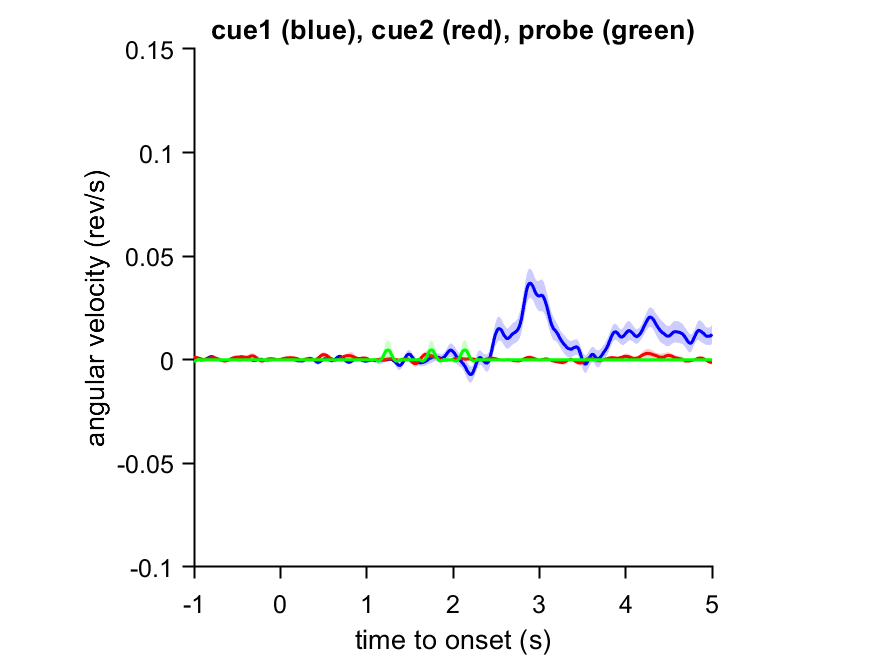 cue1 (blue), cue2 (red), probe (green)
0.15
0.1
0.05
0
-0.05
-0.1
angular velocity (rev/s)
-1 0 1 2 3 4 5
time to onset (s)